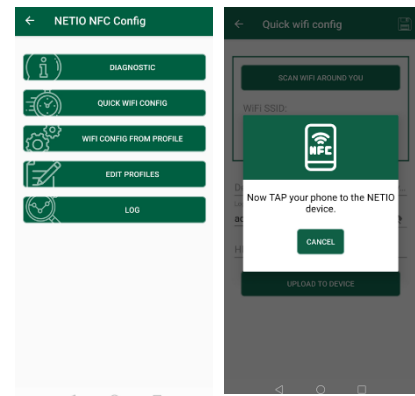 NETIO NFC Config
DIAGNOSTIC
QUICK WIFI CONFIG
WIFI CONFIG FROM PROFILE
EDIT PROFILES
LOG
Quick wifi config
SCAN WIFI AROUND YOU
WiFi SSID:
NFC
Now TAP your phone to the NETIO
device.
CANCEL
UPLOAD TO DEVICE